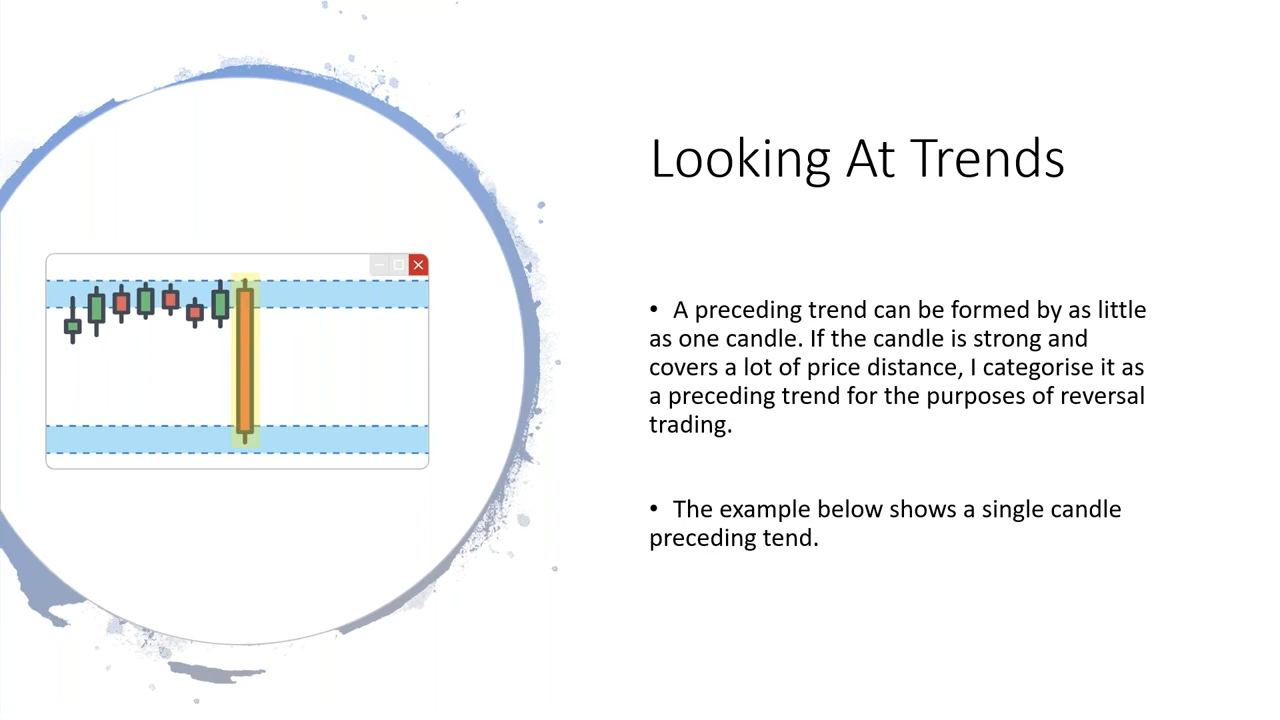 Looking At Trends
• A preceding trend can be formed by as little
as one candle. If the candle is strong and
covers a lot of price distance, I categorise it as
a preceding trend for the purposes of reversal
trading.
• The example below shows a single candle
preceding tend.